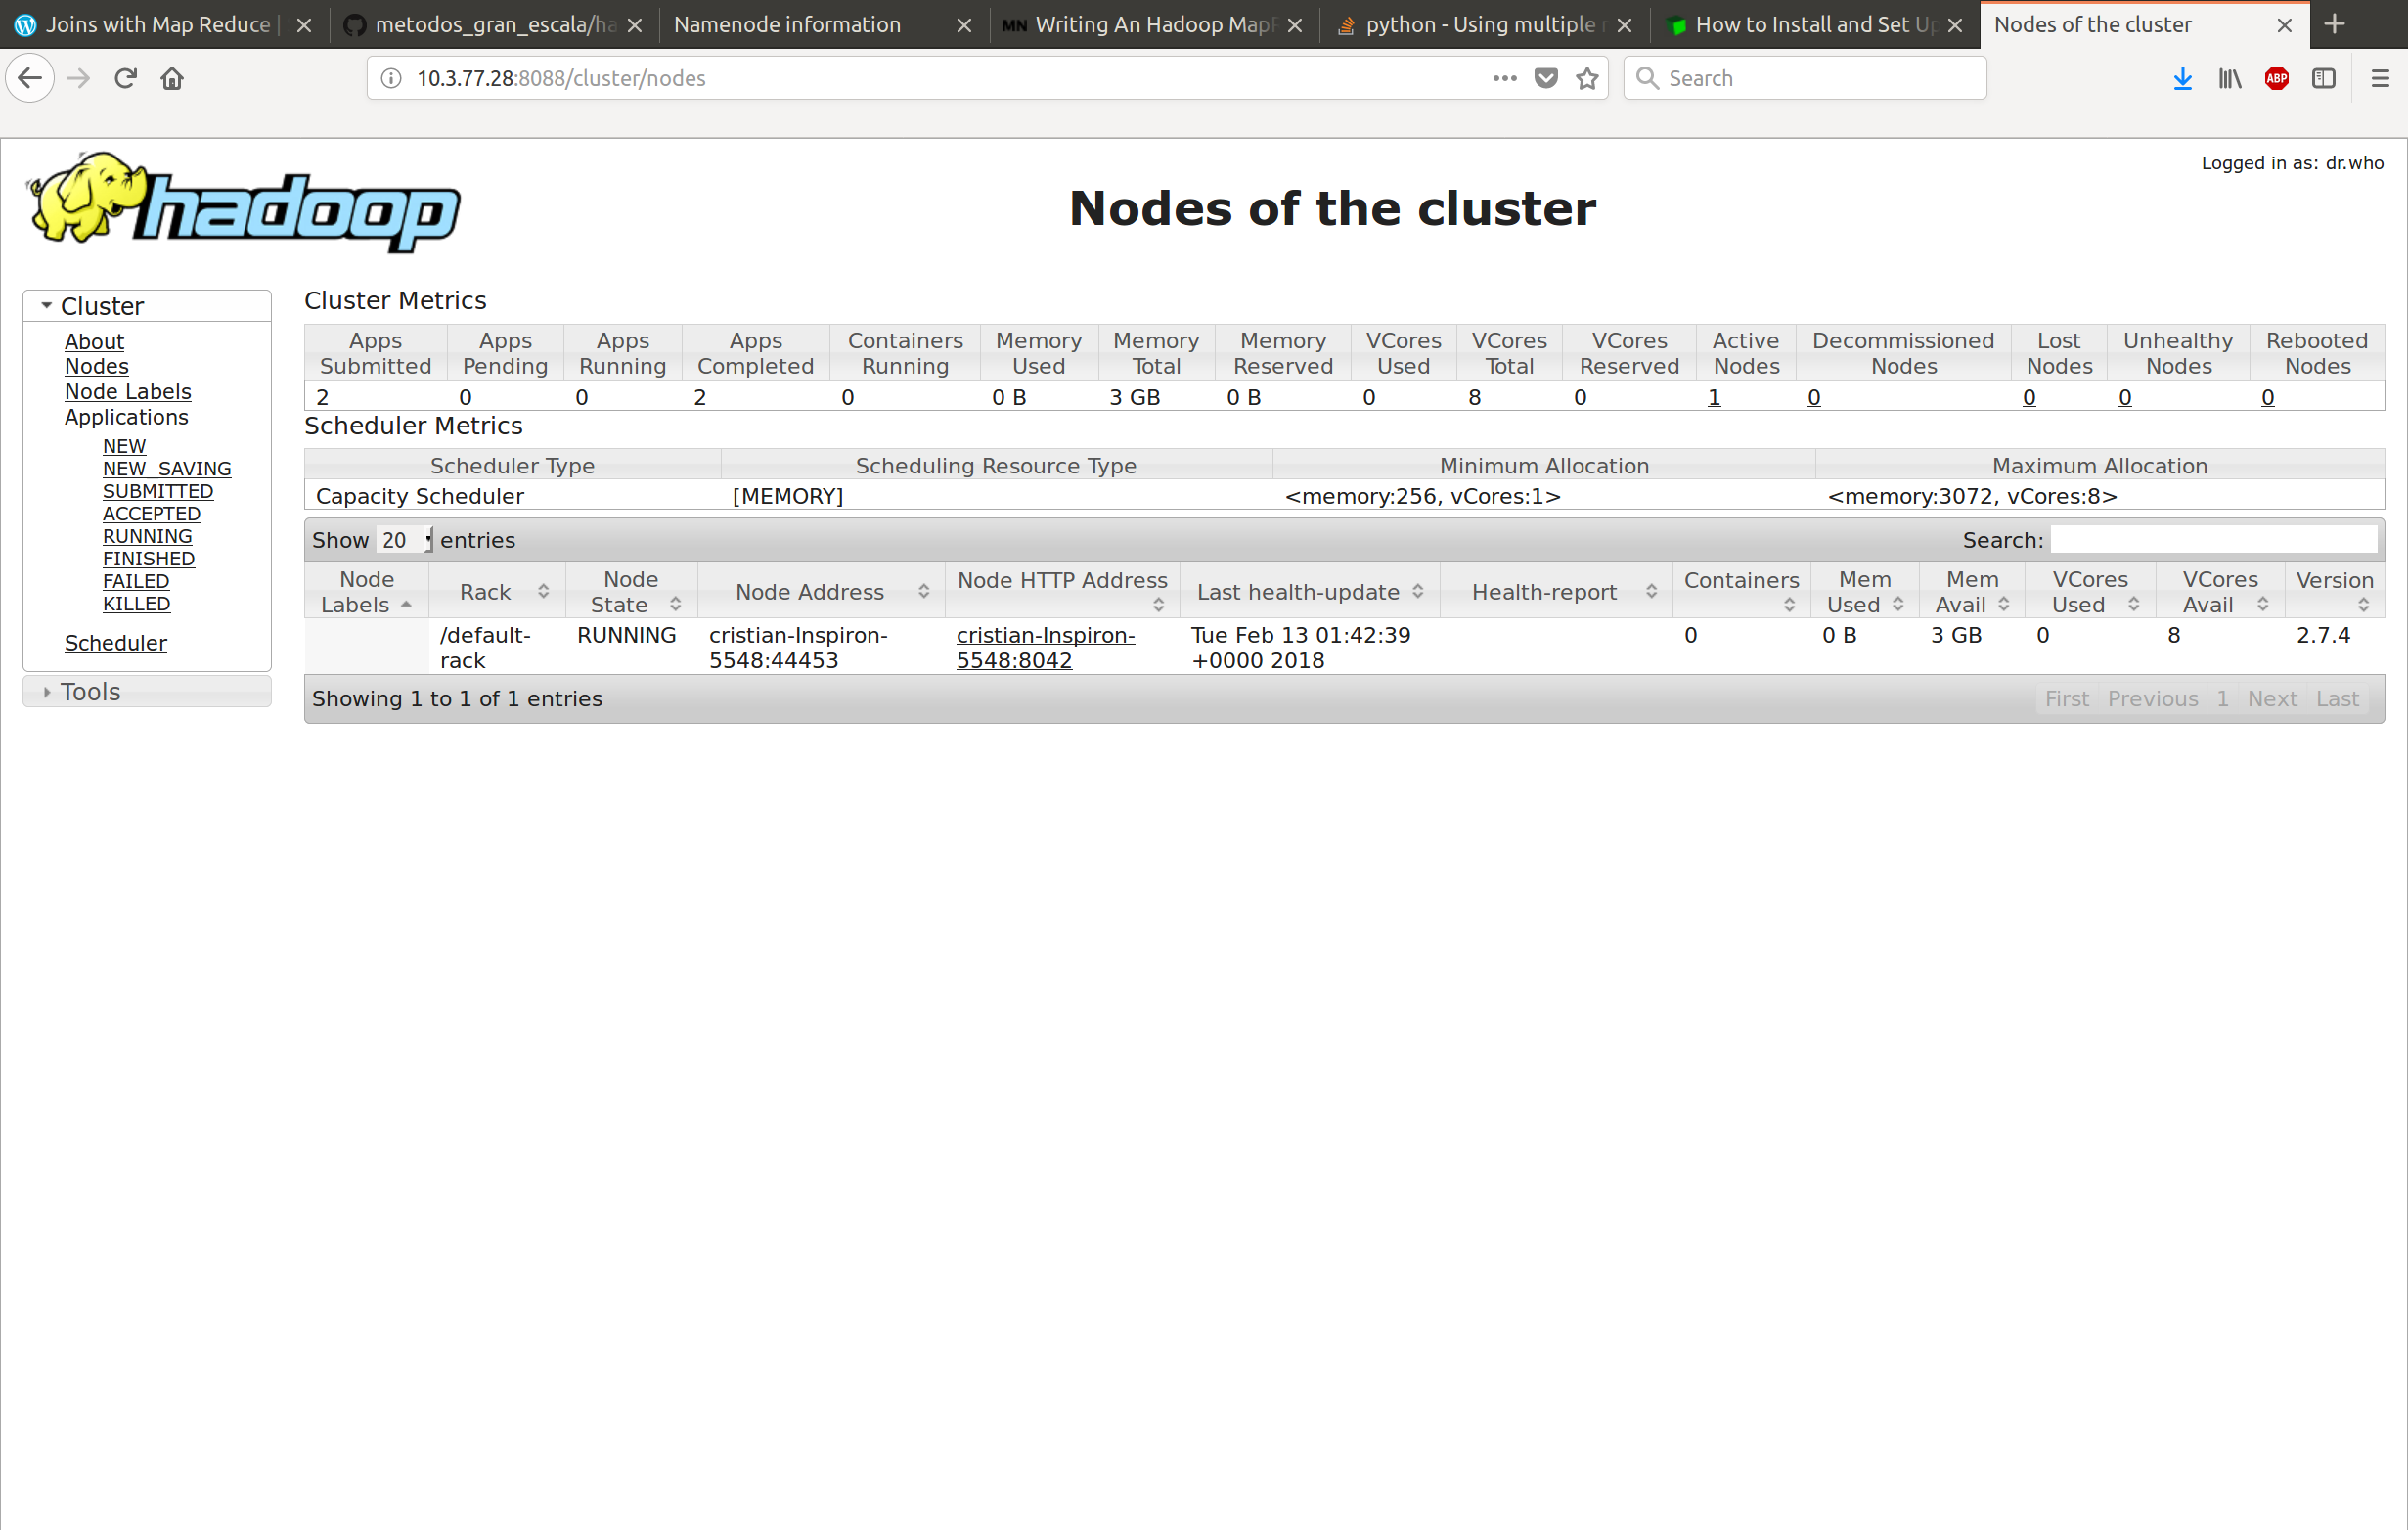 Joins with Map Reduce |
metodos_gran_escala/ha
Namenode information
MN Writing An Hadoop MapR
python - Using multiple
How to Install and Set Up
Nodes of the cluster
10.3.77.28:8088/cluster/nodes
Search
ABP
Logged in as: dr.who
hadoop
Nodes of the cluster
Cluster
About
Nodes
Node Labels
Applications
NEW
NEW_SAVING
SUBMITTED
ACCEPTED
RUNNING
FINISHED
FAILED
KILLED
Scheduler
Tools
Cluster Metrics
Apps Submitted Apps Pending Apps Running Apps Completed Containers Running Memory Used Memory Total Memory Reserved VCores Used VCores Total VCores Reserved Active Nodes Decommissioned Nodes Lost Nodes Unhealthy Nodes Rebooted Nodes
2 0 0 2 0 0 B 3 GB 0 B 0 8 0 1 0 0 0 0
Scheduler Metrics
Scheduler Type Scheduling Resource Type Minimum Allocation Maximum Allocation
Capacity Scheduler [MEMORY] <memory:256, vCores:1> <memory:3072, vCores:8>
Show 20 entries Search:
Node Labels Rack Node State Node Address Node HTTP Address Last health-update Health-report Containers Mem Used Mem Avail VCores Used VCores Avail Version
/default-rack RUNNING cristian-Inspiron-5548:44453 cristian-Inspiron-5548:8042 Tue Feb 13 01:42:39 +0000 2018 0 0 B 3 GB 0 8 2.7.4
Showing 1 to 1 of 1 entries First Previous 1 Next Last